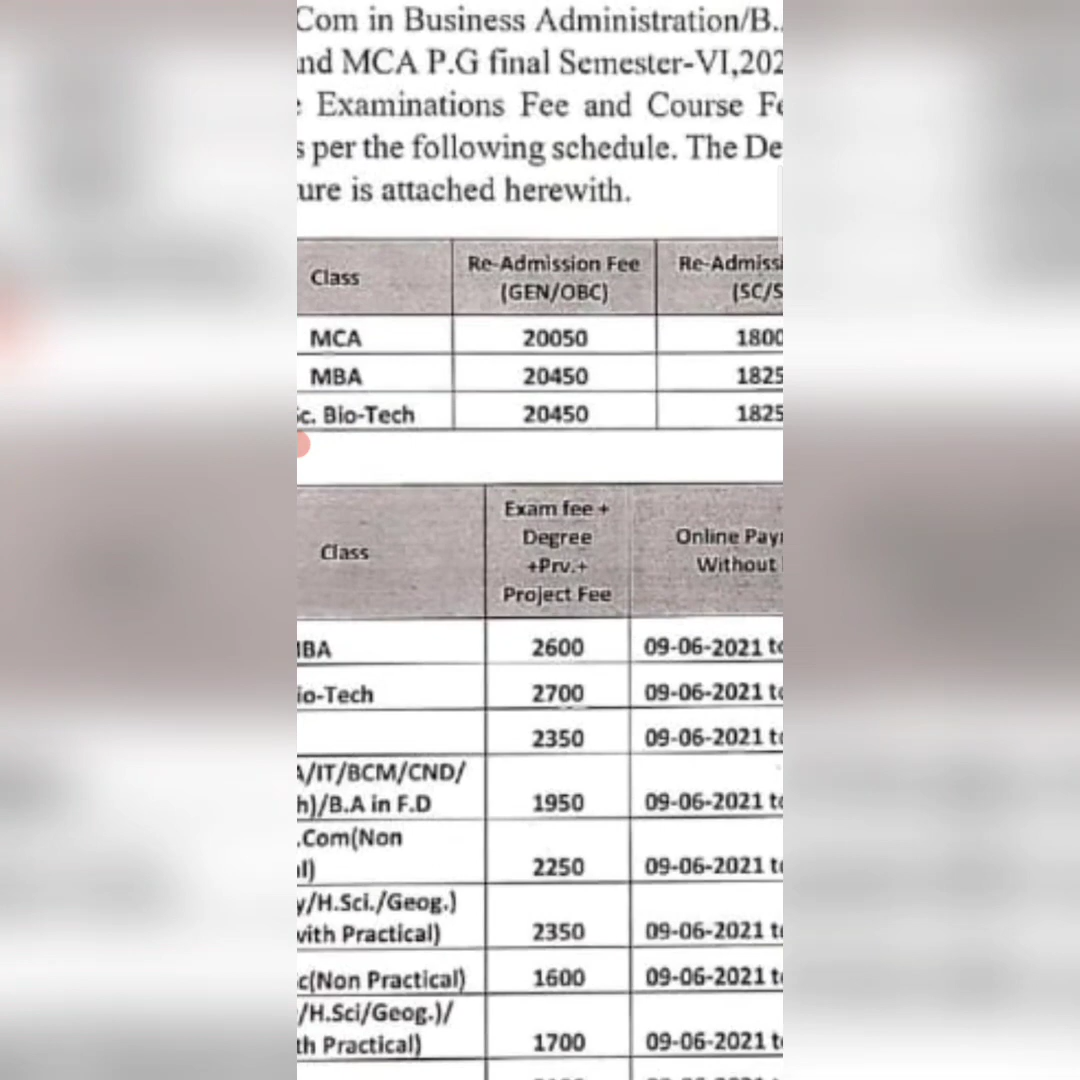 Com in Business Administration/B.
nd MCA P.G final Semester-VI,202
Examinations Fee and Course Fe
s per the following schedule. The De
ure is attached herewith.
Class Re-Admission Fee (GEN/OBC) Re-Admissi (SC/S
MCA 20050 1800
MBA 20450 1825
c. Bio-Tech 20450 1825
Class Exam fee + Degree +Prv.+ Project Fee Online Pay Without
BA 2600 09-06-2021 to
io-Tech 2700 09-06-2021 to
2350 09-06-2021 to
/IT/BCM/CND/
h)/B.A in F.D 1950 09-06-2021 to
.Com(Non
l) 2250 09-06-2021 t
y/H.Sci./Geog.)
vith Practical) 2350 09-06-2021 t
c(Non Practical) 1600 09-06-2021 t
/H.Sci/Geog.)/
th Practical) 1700 09-06-2021 t